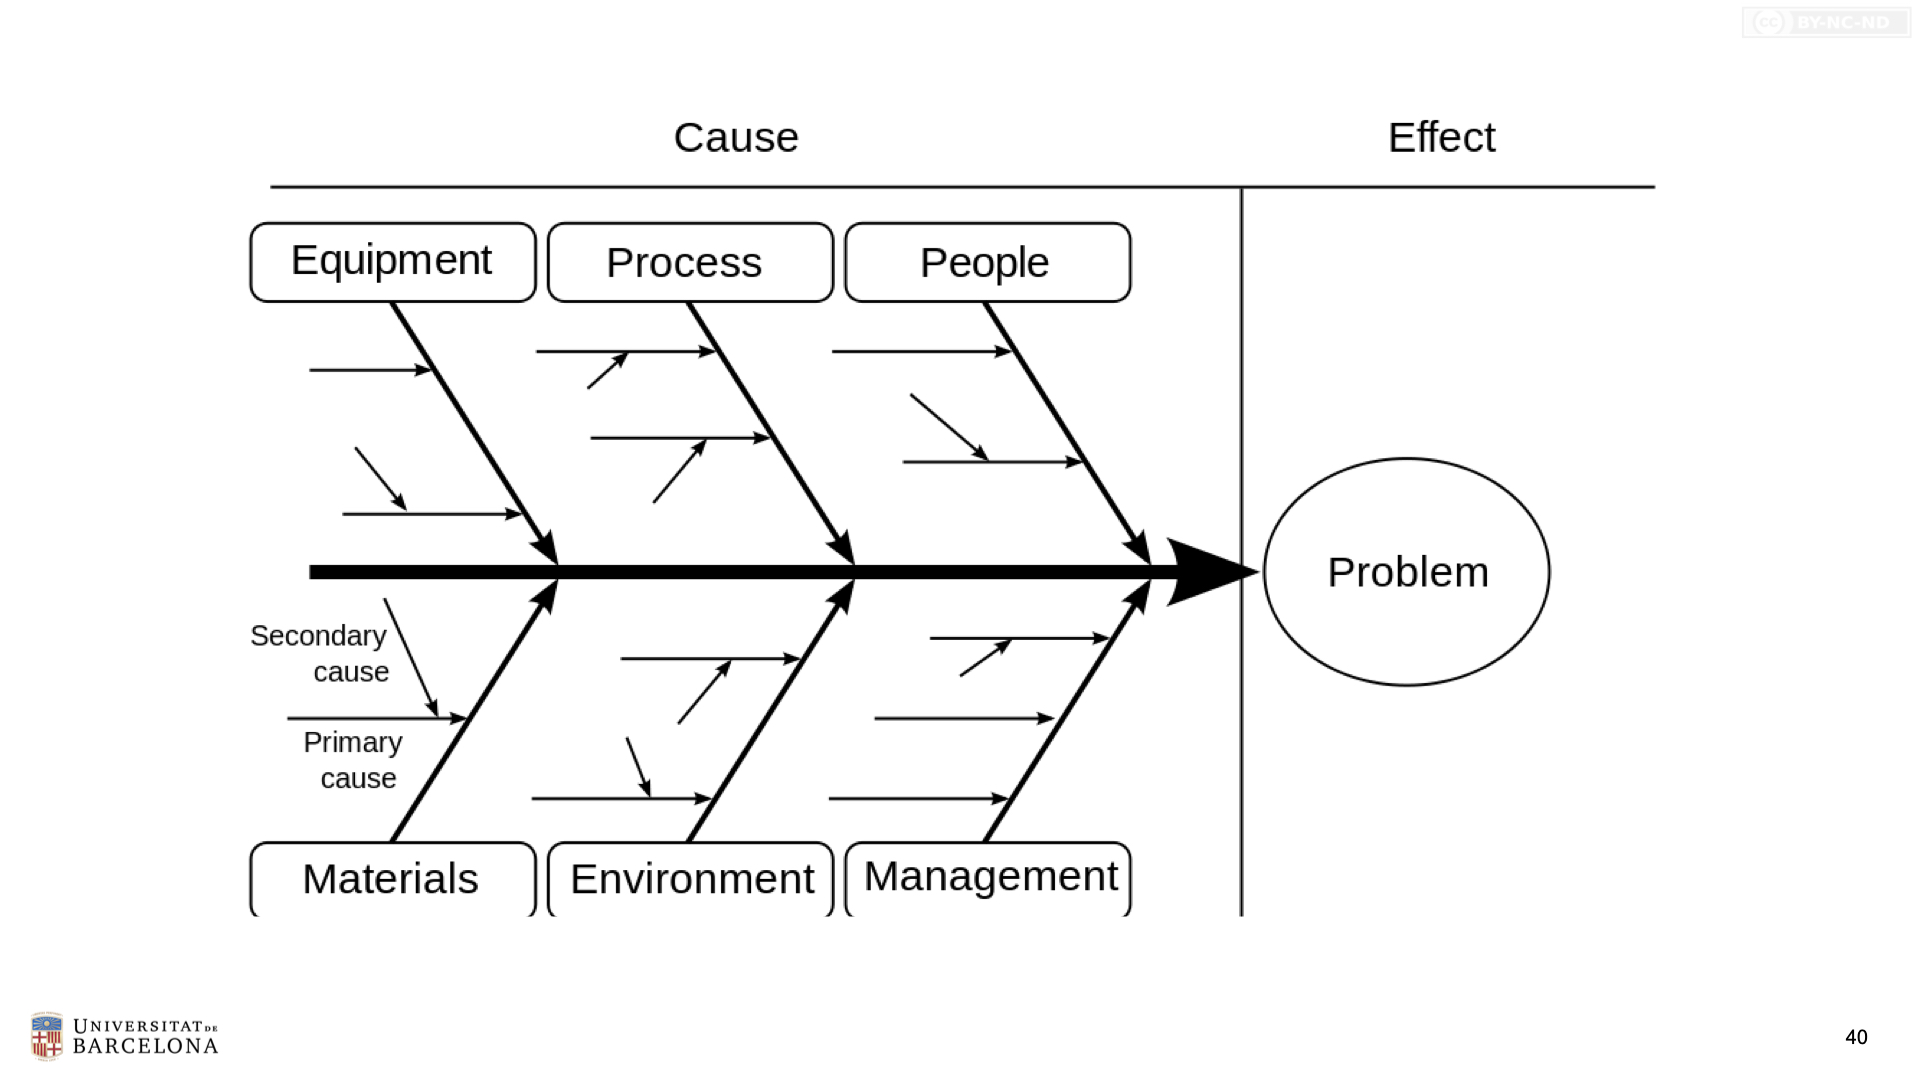 BY-NC-ND
Cause
Effect
Equipment
Process
People
Problem
Secondary
cause
Primary
cause
Materials
Environment
Management
UNIVERSITAT DE
BARCELONA
40